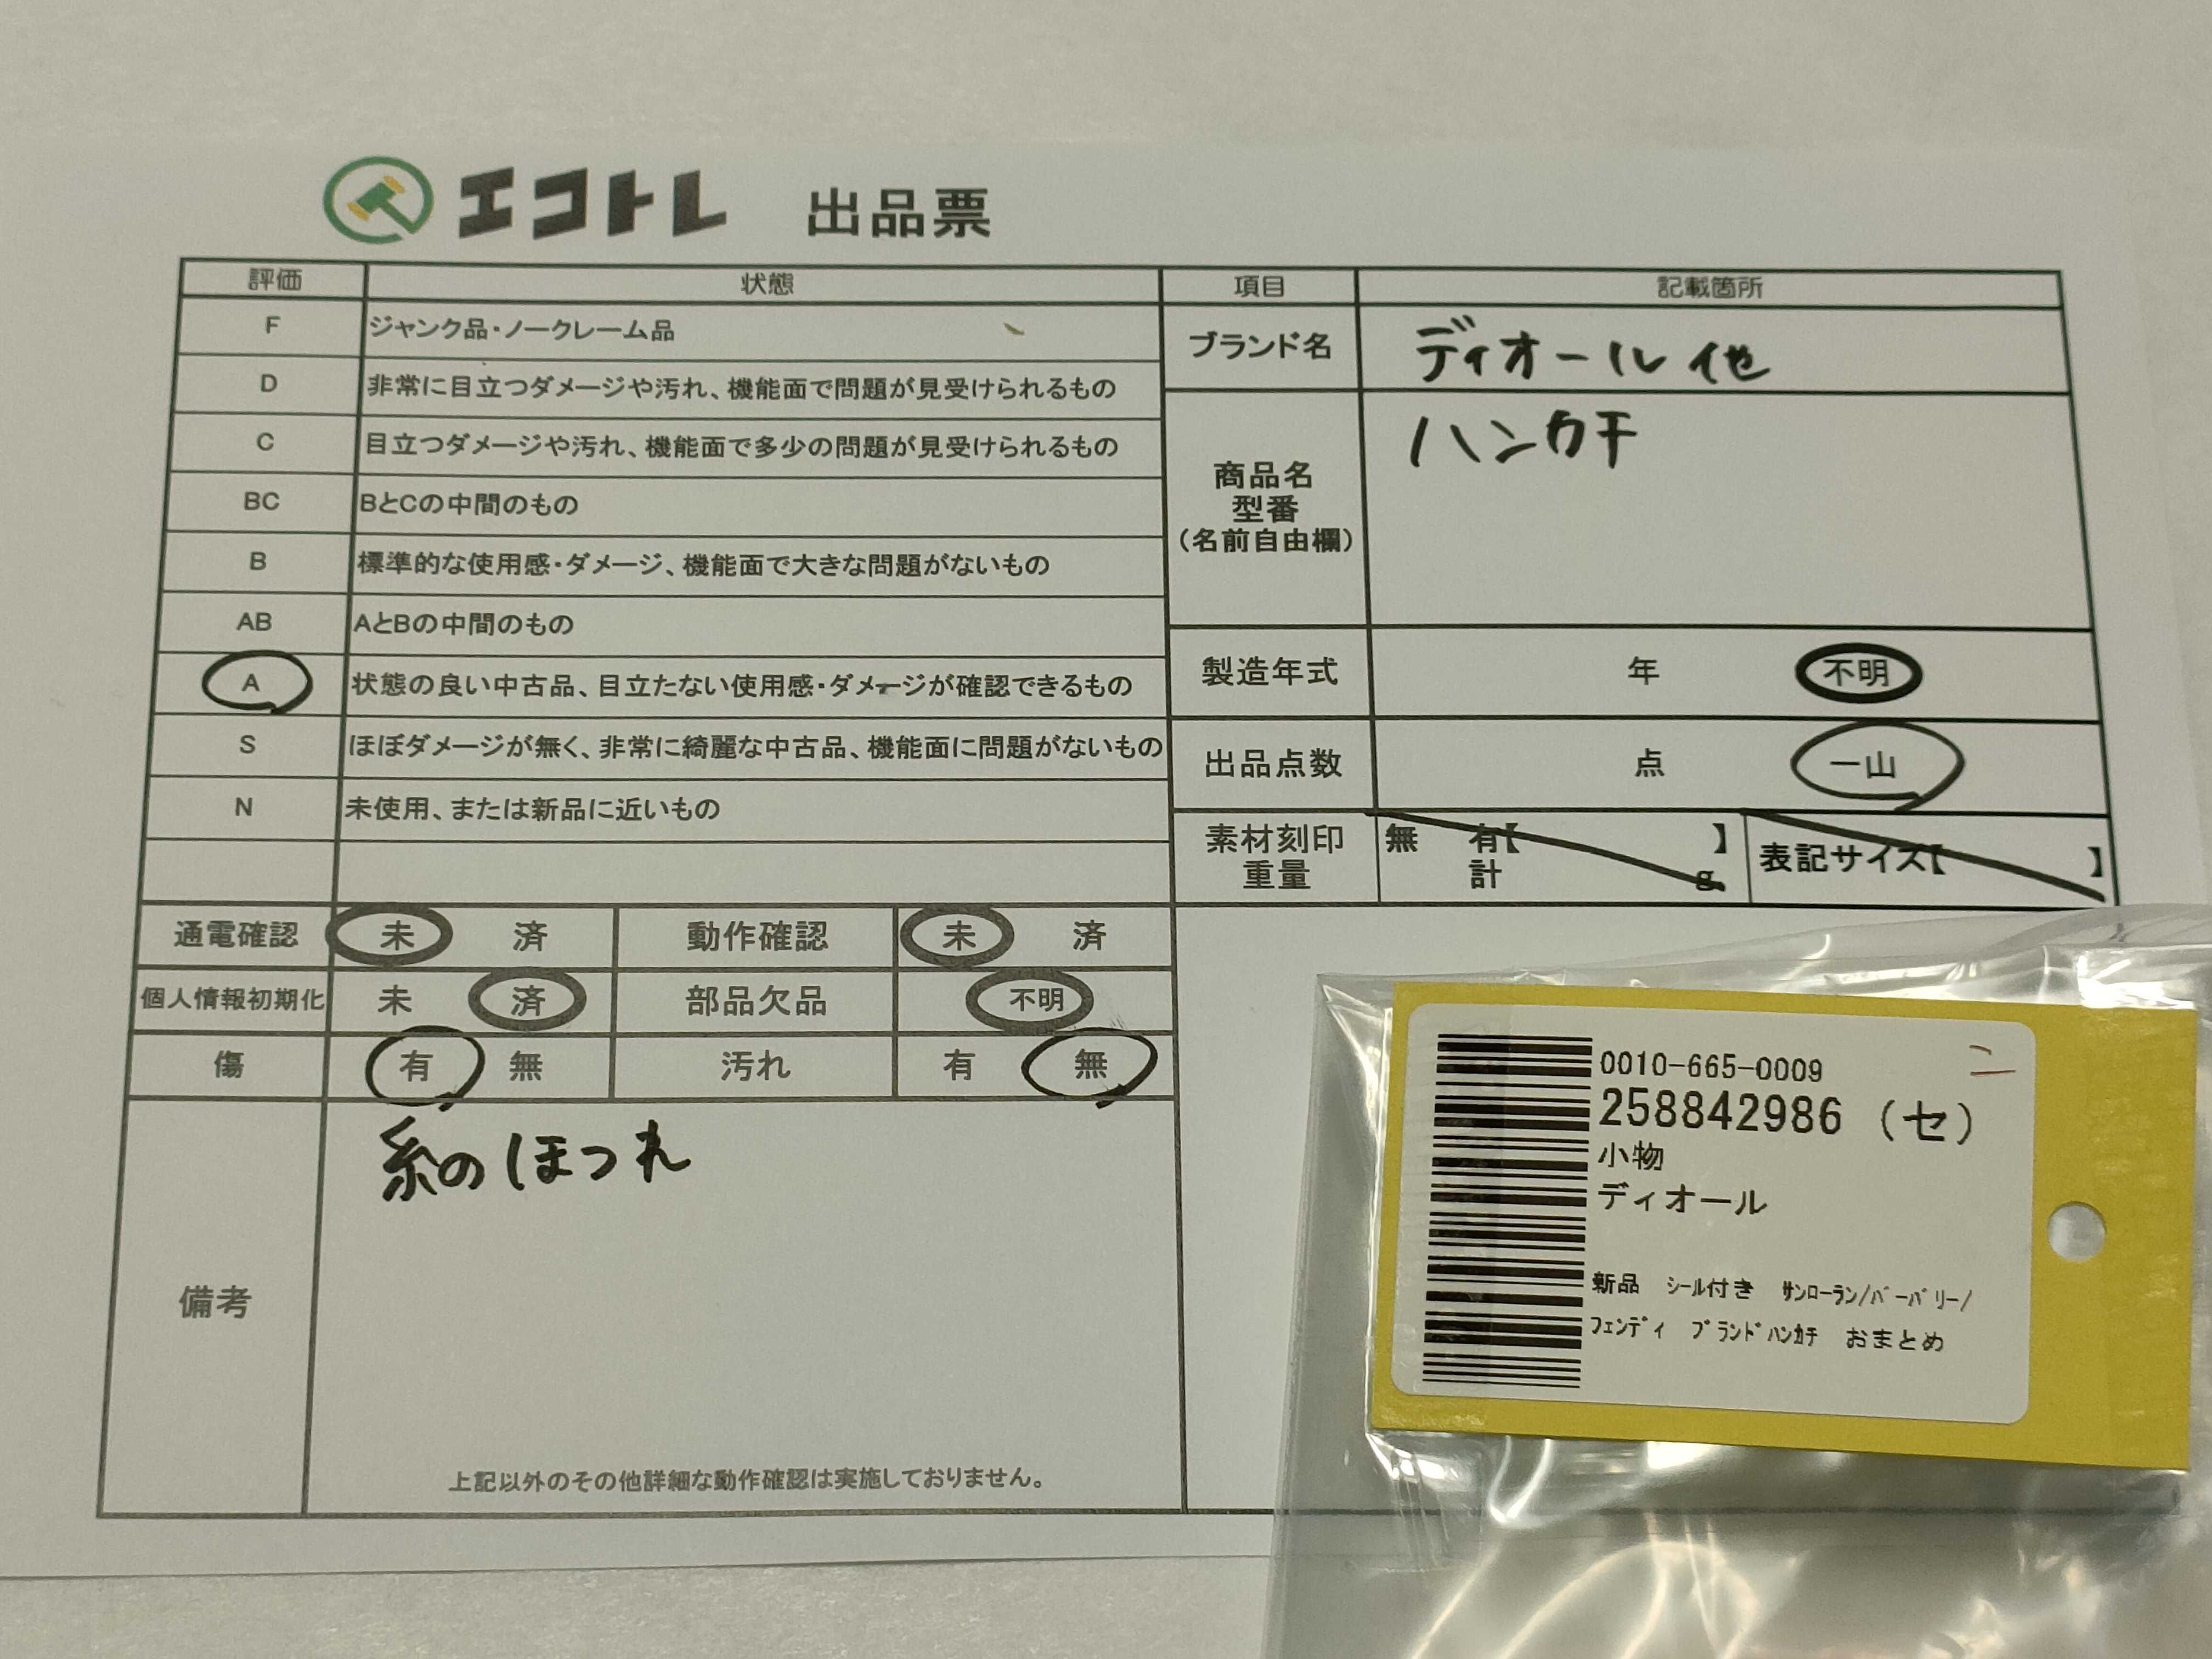 エコトレ 出品票
評価 状態
F ジャンク品・ノークレーム品
D 非常に目立つダメージや汚れ、機能面で問題が見受けられるもの
C 目立つダメージや汚れ、機能面で多少の問題が見受けられるもの
BC BとCの中間のもの
B 標準的な使用感・ダメージ、機能面で大きな問題がないもの
AB AとBの中間のもの
A 状態の良い中古品、目立たない使用感・ダメージが確認できるもの
S ほぼダメージが無く、非常に綺麗な中古品、機能面に問題がないもの
N 未使用、または新品に近いもの
通電確認 未 済 動作確認 未 済
個人情報初期化 未 済 部品欠品 不明
傷 有 無 汚れ 有 無
備考
糸のほつれ
上記以外のその他詳細な動作確認は実施しておりません。
項目 記載箇所
ブランド名 ディオール 他
商品名
型番
(名前自由欄)
ハンカチ
製造年式 年 不明
出品点数 点 一山
素材刻印 無 有【 】
重量 計 g
表記サイズ【 】
0010-665-0009
258842986 (セ)
小物
ディオール
新品 シール付き サンローラン/バーバリー/
フェンディ ブランドハンカチ おまとめ